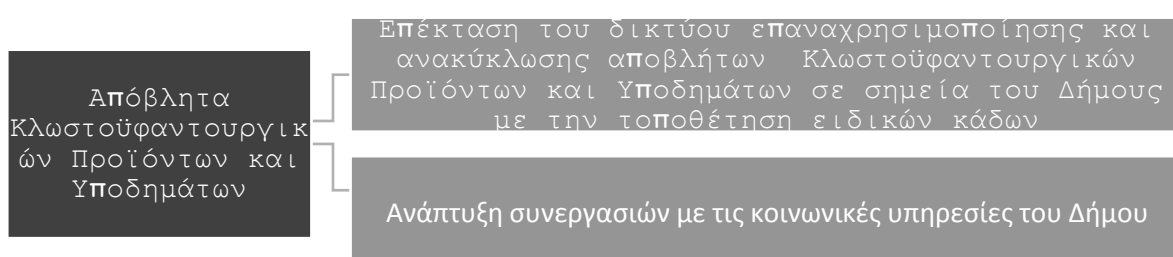 Απόβλητα
Κλωστοϋφαντουργικ
ών Προϊόντων και
Υποδημάτων
Επέκταση του δικτύου επαναχρησιμοποίησης και
ανακύκλωσης αποβλήτων Κλωστοϋφαντουργικών
Προϊόντων και Υποδημάτων σε σημεία του Δήμους
με την τοποθέτηση ειδικών κάδων
Ανάπτυξη συνεργασιών με τις κοινωνικές υπηρεσίες του Δήμου